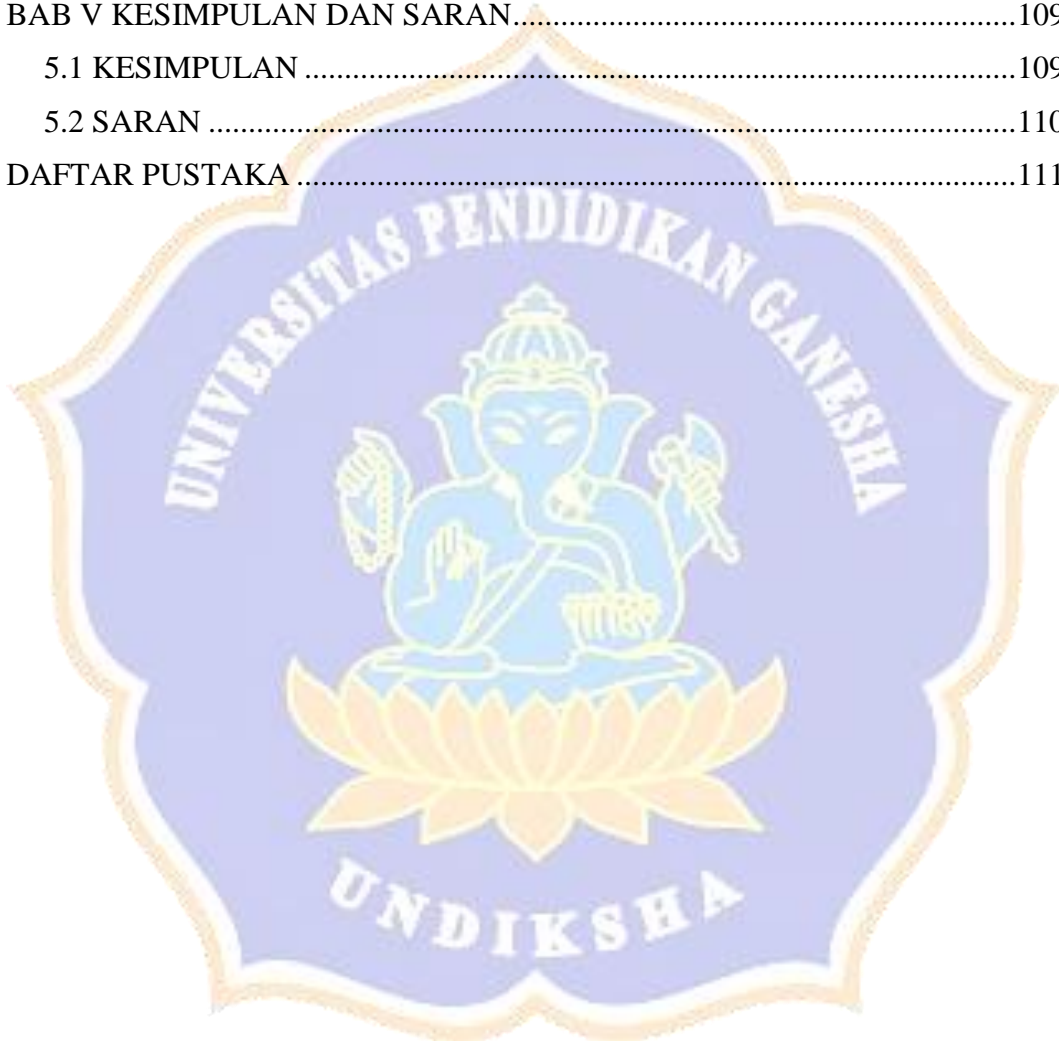 BAB V KESIMPULAN DAN SARAN.......................................................................109
5.1 KESIMPULAN .............................................................................................109
5.2 SARAN ..........................................................................................................110
DAFTAR PUSTAKA ..............................................................................................111
UNIVERSITAS PENDIDIKAN GANESHA
UNDIKSHA